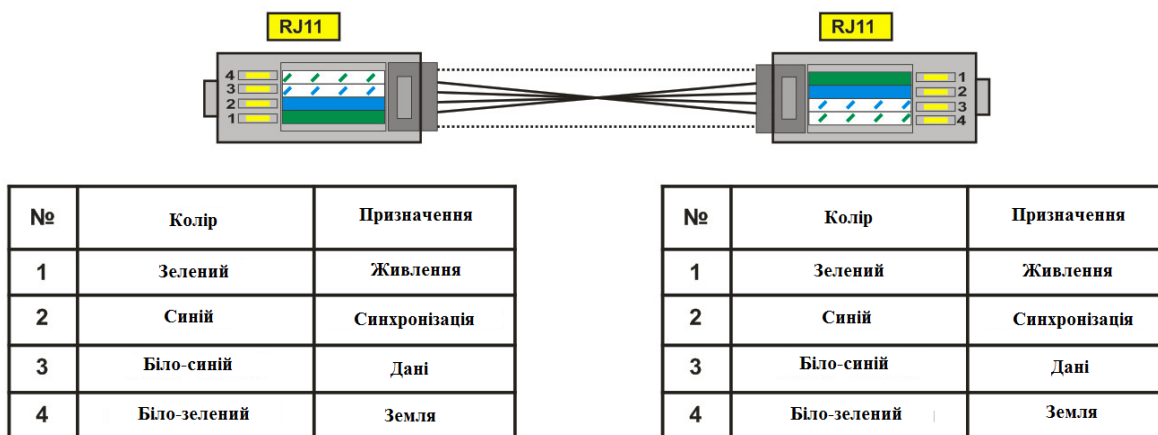 RJ11
RJ11
4
3
2
1
1
2
3
4
№ Колір Призначення
1 Зелений Живлення
2 Синій Синхронізація
3 Біло-синій Дані
4 Біло-зелений Земля
№ Колір Призначення
1 Зелений Живлення
2 Синій Синхронізація
3 Біло-синій Дані
4 Біло-зелений Земля